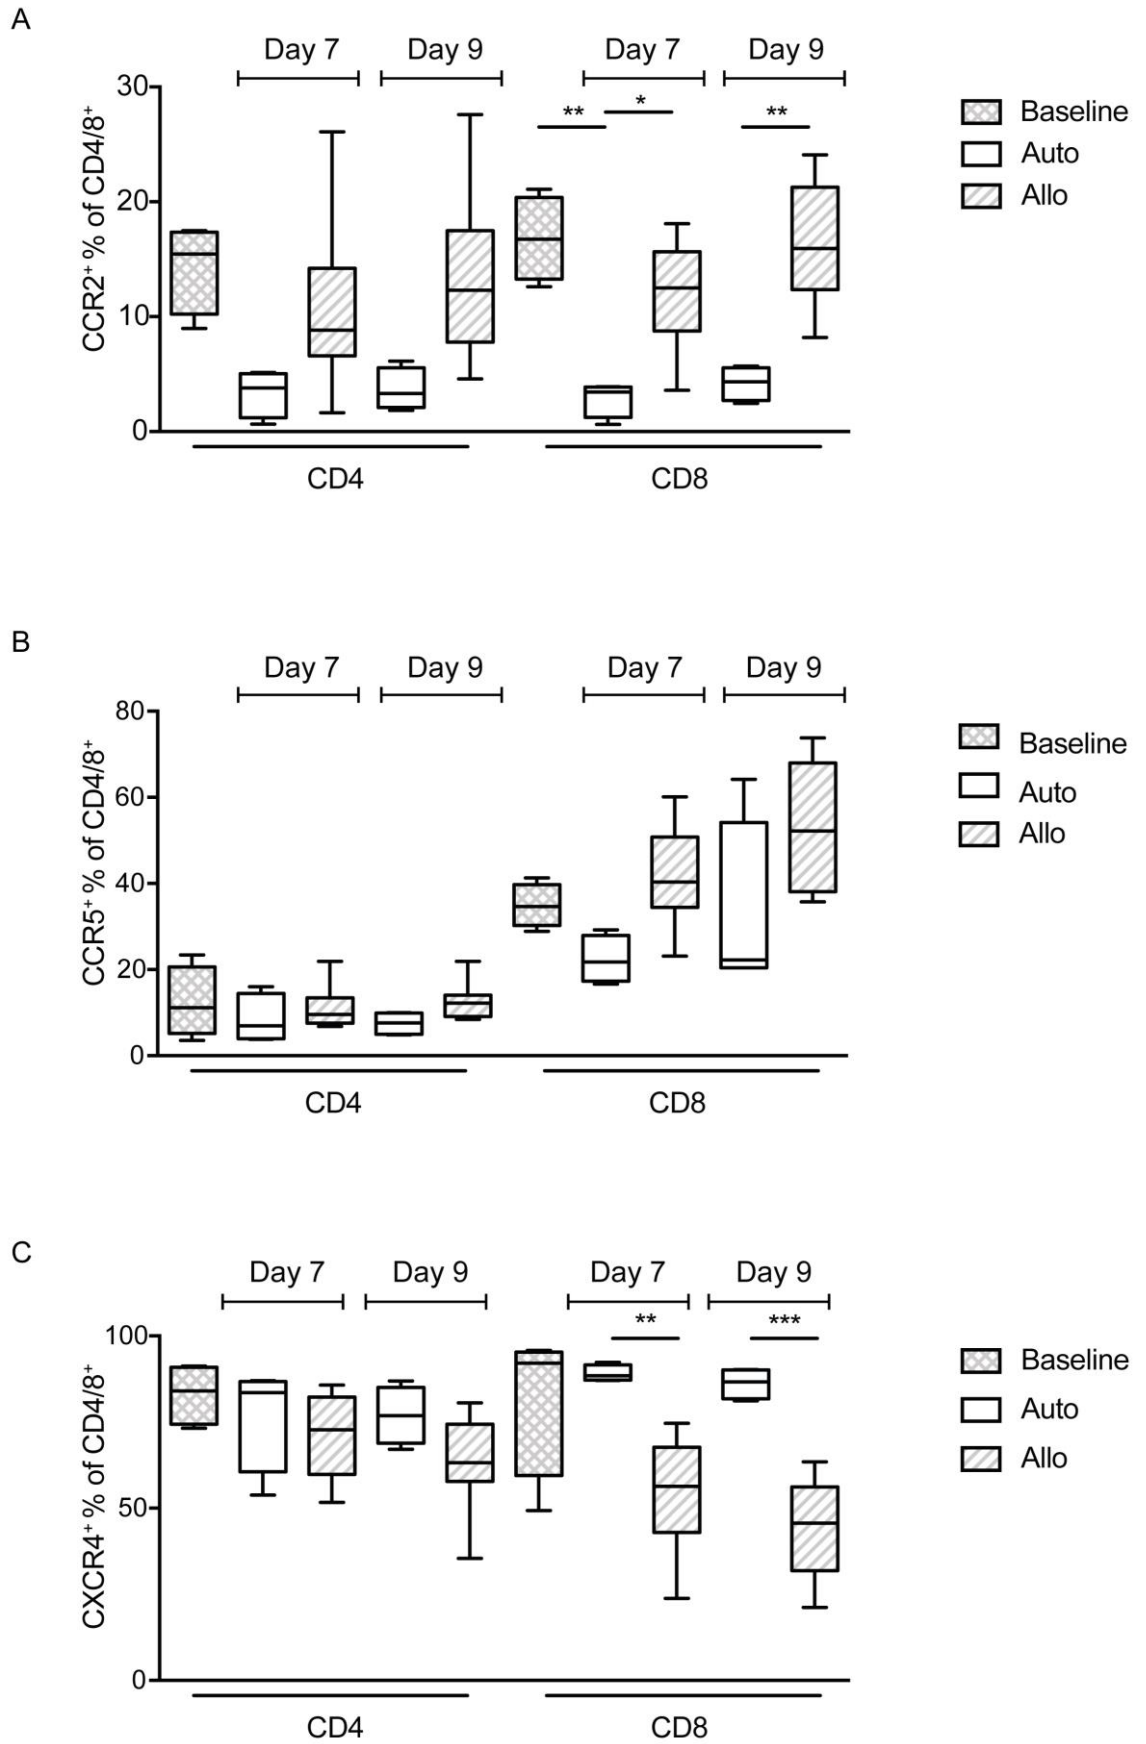 A
Day 7 Day 9 Day 7 Day 9
30
20
10
0
CCR2⁺ % of CD4/8⁺
** * **
Baseline
Auto
Allo
CD4 CD8
B
Day 7 Day 9 Day 7 Day 9
80
60
40
20
0
CCR5⁺ % of CD4/8⁺
Baseline
Auto
Allo
CD4 CD8
C
Day 7 Day 9 Day 7 Day 9
** ***
100
50
0
CXCR4⁺ % of CD4/8⁺
Baseline
Auto
Allo
CD4 CD8